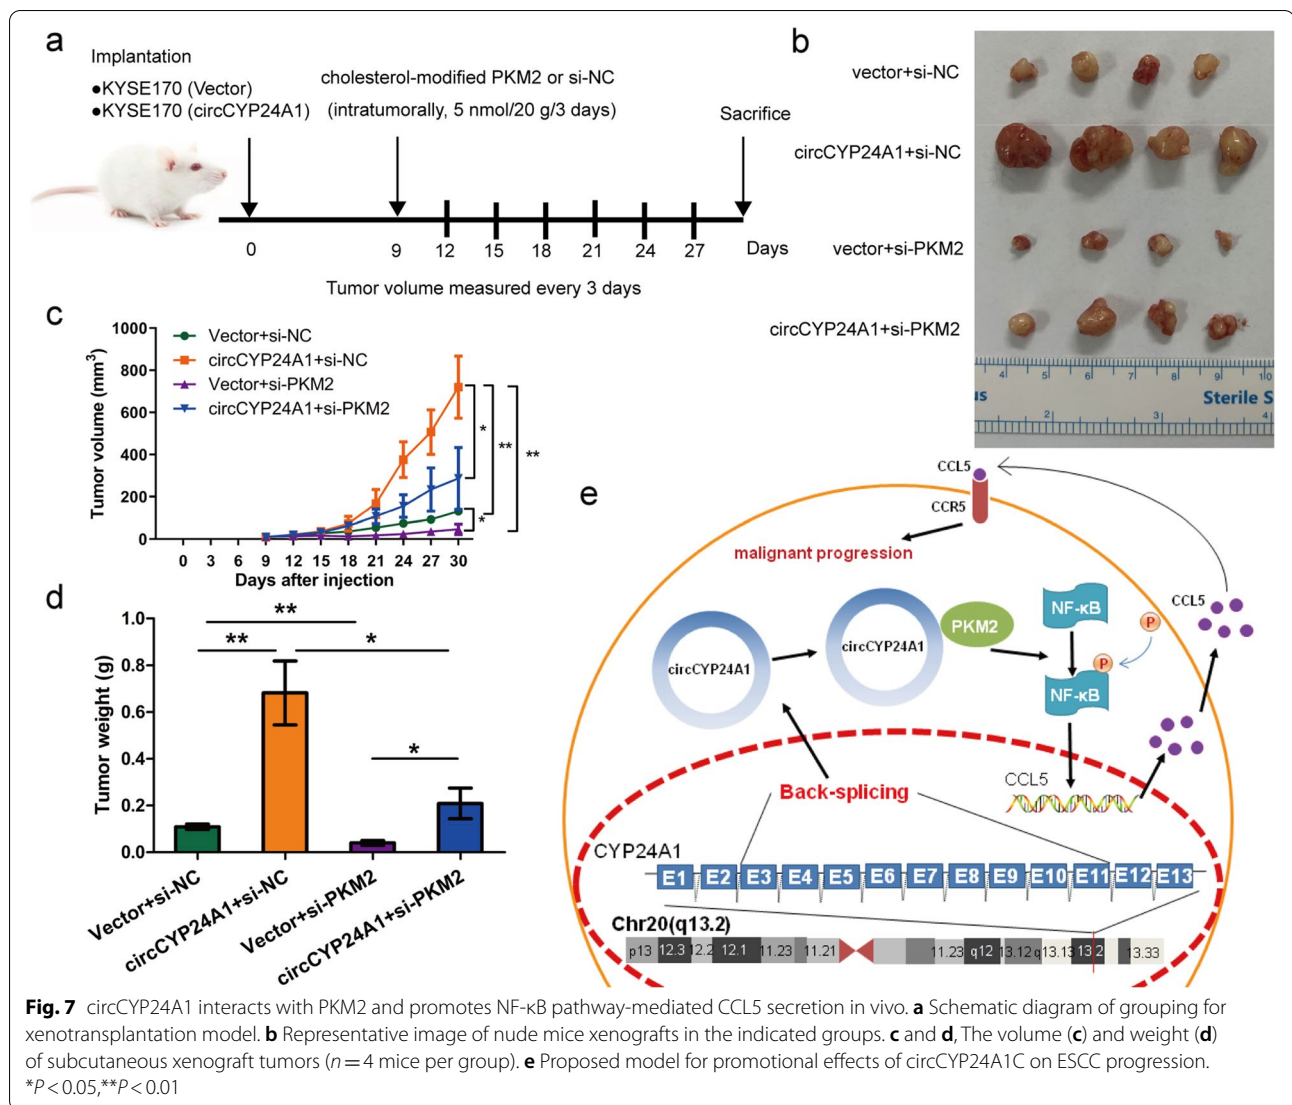 a
Implantation
●KYSE170 (Vector)
●KYSE170 (circCYP24A1)
cholesterol-modified PKM2 or si-NC
(intratumorally, 5 nmol/20 g/3 days)
Sacrifice
0 9 12 15 18 21 24 27 Days
Tumor volume measured every 3 days
b
vector+si-NC
circCYP24A1+si-NC
vector+si-PKM2
circCYP24A1+si-PKM2
4 5 6 7 8 9 10
us Sterile S
2 3 4
c
Tumor volume (mm3)
1000
800
600
400
200
0
Vector+si-NC
circCYP24A1+si-NC
Vector+si-PKM2
circCYP24A1+si-PKM2
*
**
**
*
0 3 6 9 12 15 18 21 24 27 30
Days after injection
d
Tumor weight (g)
1.0
0.8
0.6
0.4
0.2
0.0
**
**
*
*
Vector+si-NC
circCYP24A1+si-NC
Vector+si-PKM2
circCYP24A1+si-PKM2
e
CCL5
CCR5
malignant progression
circCYP24A1
circCYP24A1
PKM2
NF-κB
P
P
NF-κB
CCL5
CCL5
Back-splicing
CYP24A1
E1 E2 E3 E4 E5 E6 E7 E8 E9 E10 E11 E12 E13
Chr20(q13.2)
p13 12.3 12.2 12.1 11.23 11.21 11.23 q12 13.12 q13.13 13.2 13.33
Fig. 7 circCYP24A1 interacts with PKM2 and promotes NF-κB pathway-mediated CCL5 secretion in vivo. a Schematic diagram of grouping for
xenotransplantation model. b Representative image of nude mice xenografts in the indicated groups. c and d, The volume (c) and weight (d)
of subcutaneous xenograft tumors (n = 4 mice per group). e Proposed model for promotional effects of circCYP24A1C on ESCC progression.
*P < 0.05,**P < 0.01